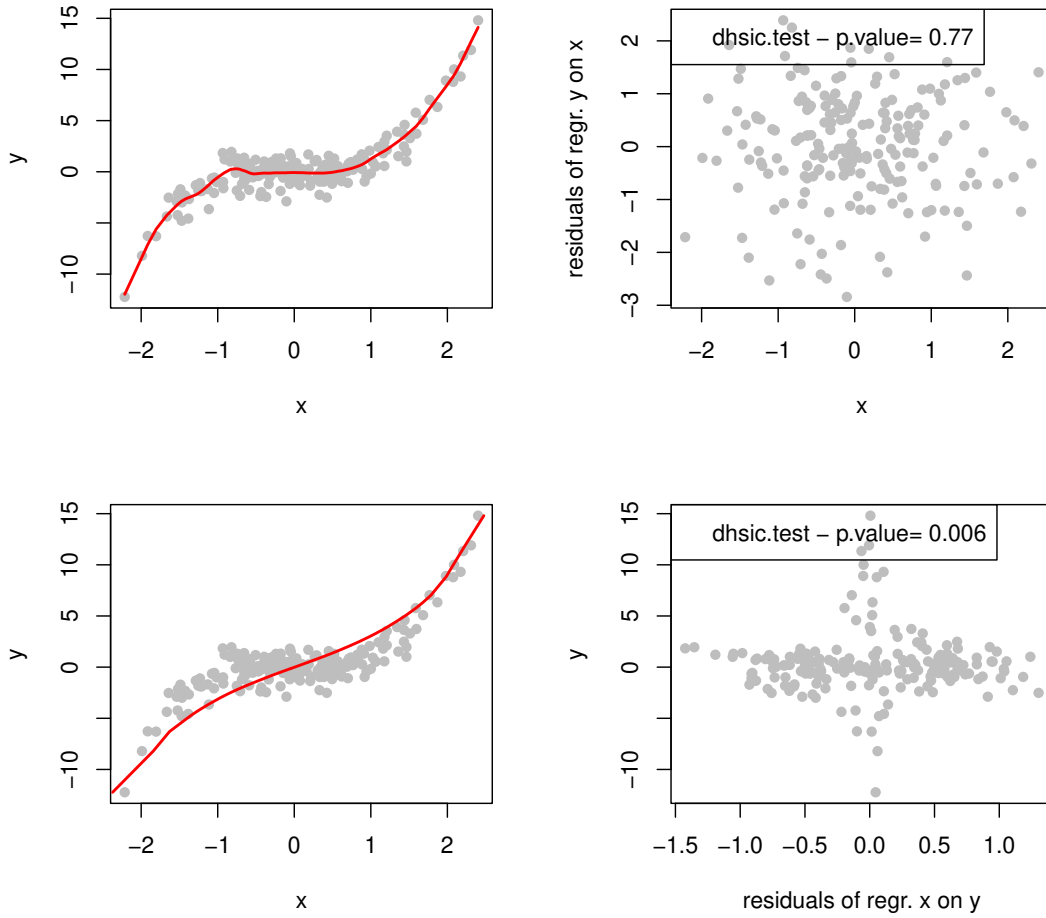 15
10
5
0
−10
y
−2 −1 0 1 2
x
dhsic.test − p.value= 0.77
2
1
0
−1
−2
−3
residuals of regr. y on x
−2 −1 0 1 2
x
15
10
5
0
−10
y
−2 −1 0 1 2
x
dhsic.test − p.value= 0.006
15
10
5
0
−10
y
−1.5 −1.0 −0.5 0.0 0.5 1.0
residuals of regr. x on y